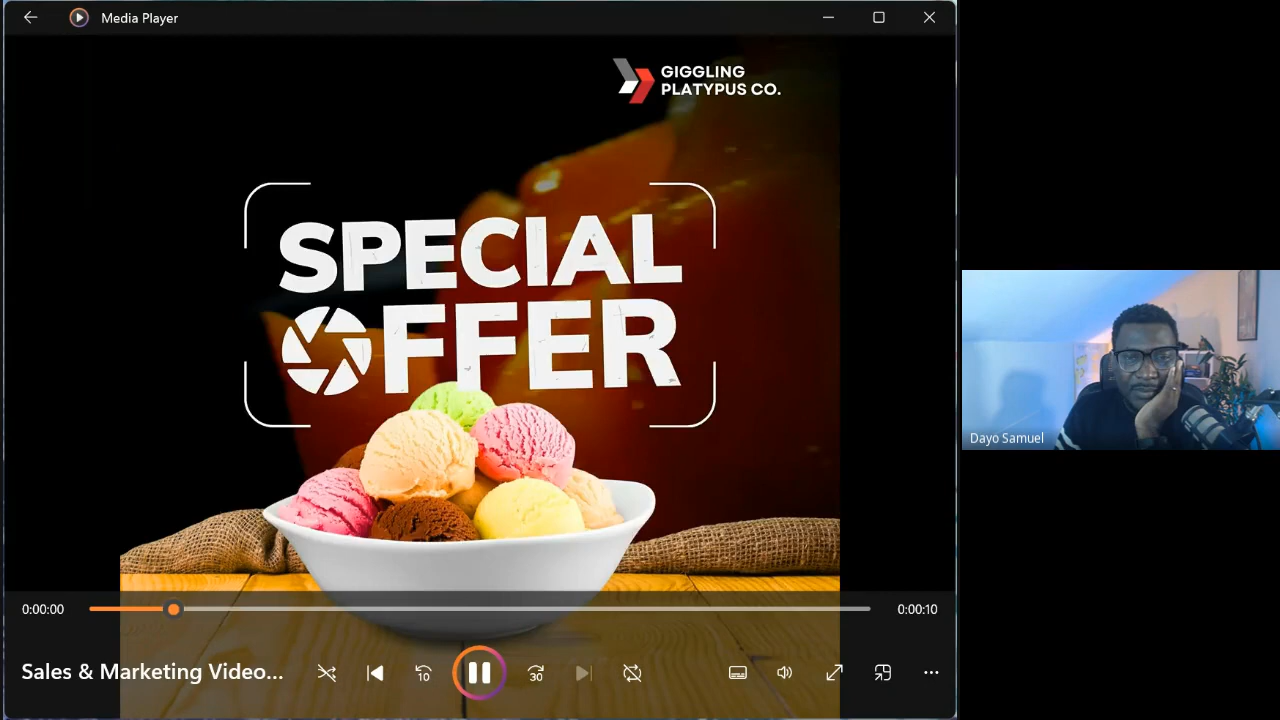 Media Player
GIGGLING
PLATYPUS CO.
SPECIAL
OFFER
Dayo Samuel
0:00:00
0:00:10
Sales & Marketing Video...
10
30